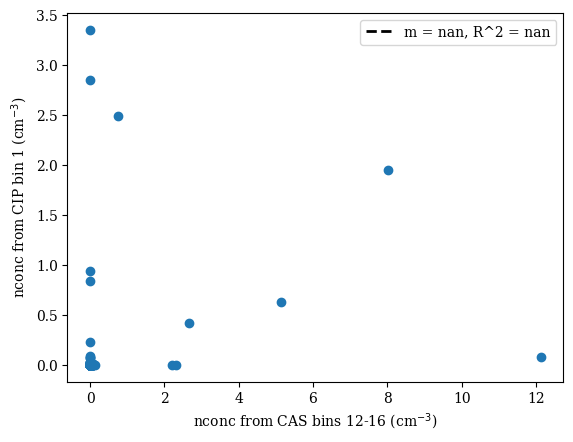 3.5
3.0
2.5
2.0
1.5
1.0
0.5
0.0
nconc from CIP bin 1 (cm⁻³)
m = nan, R^2 = nan
0 2 4 6 8 10 12
nconc from CAS bins 12-16 (cm⁻³)